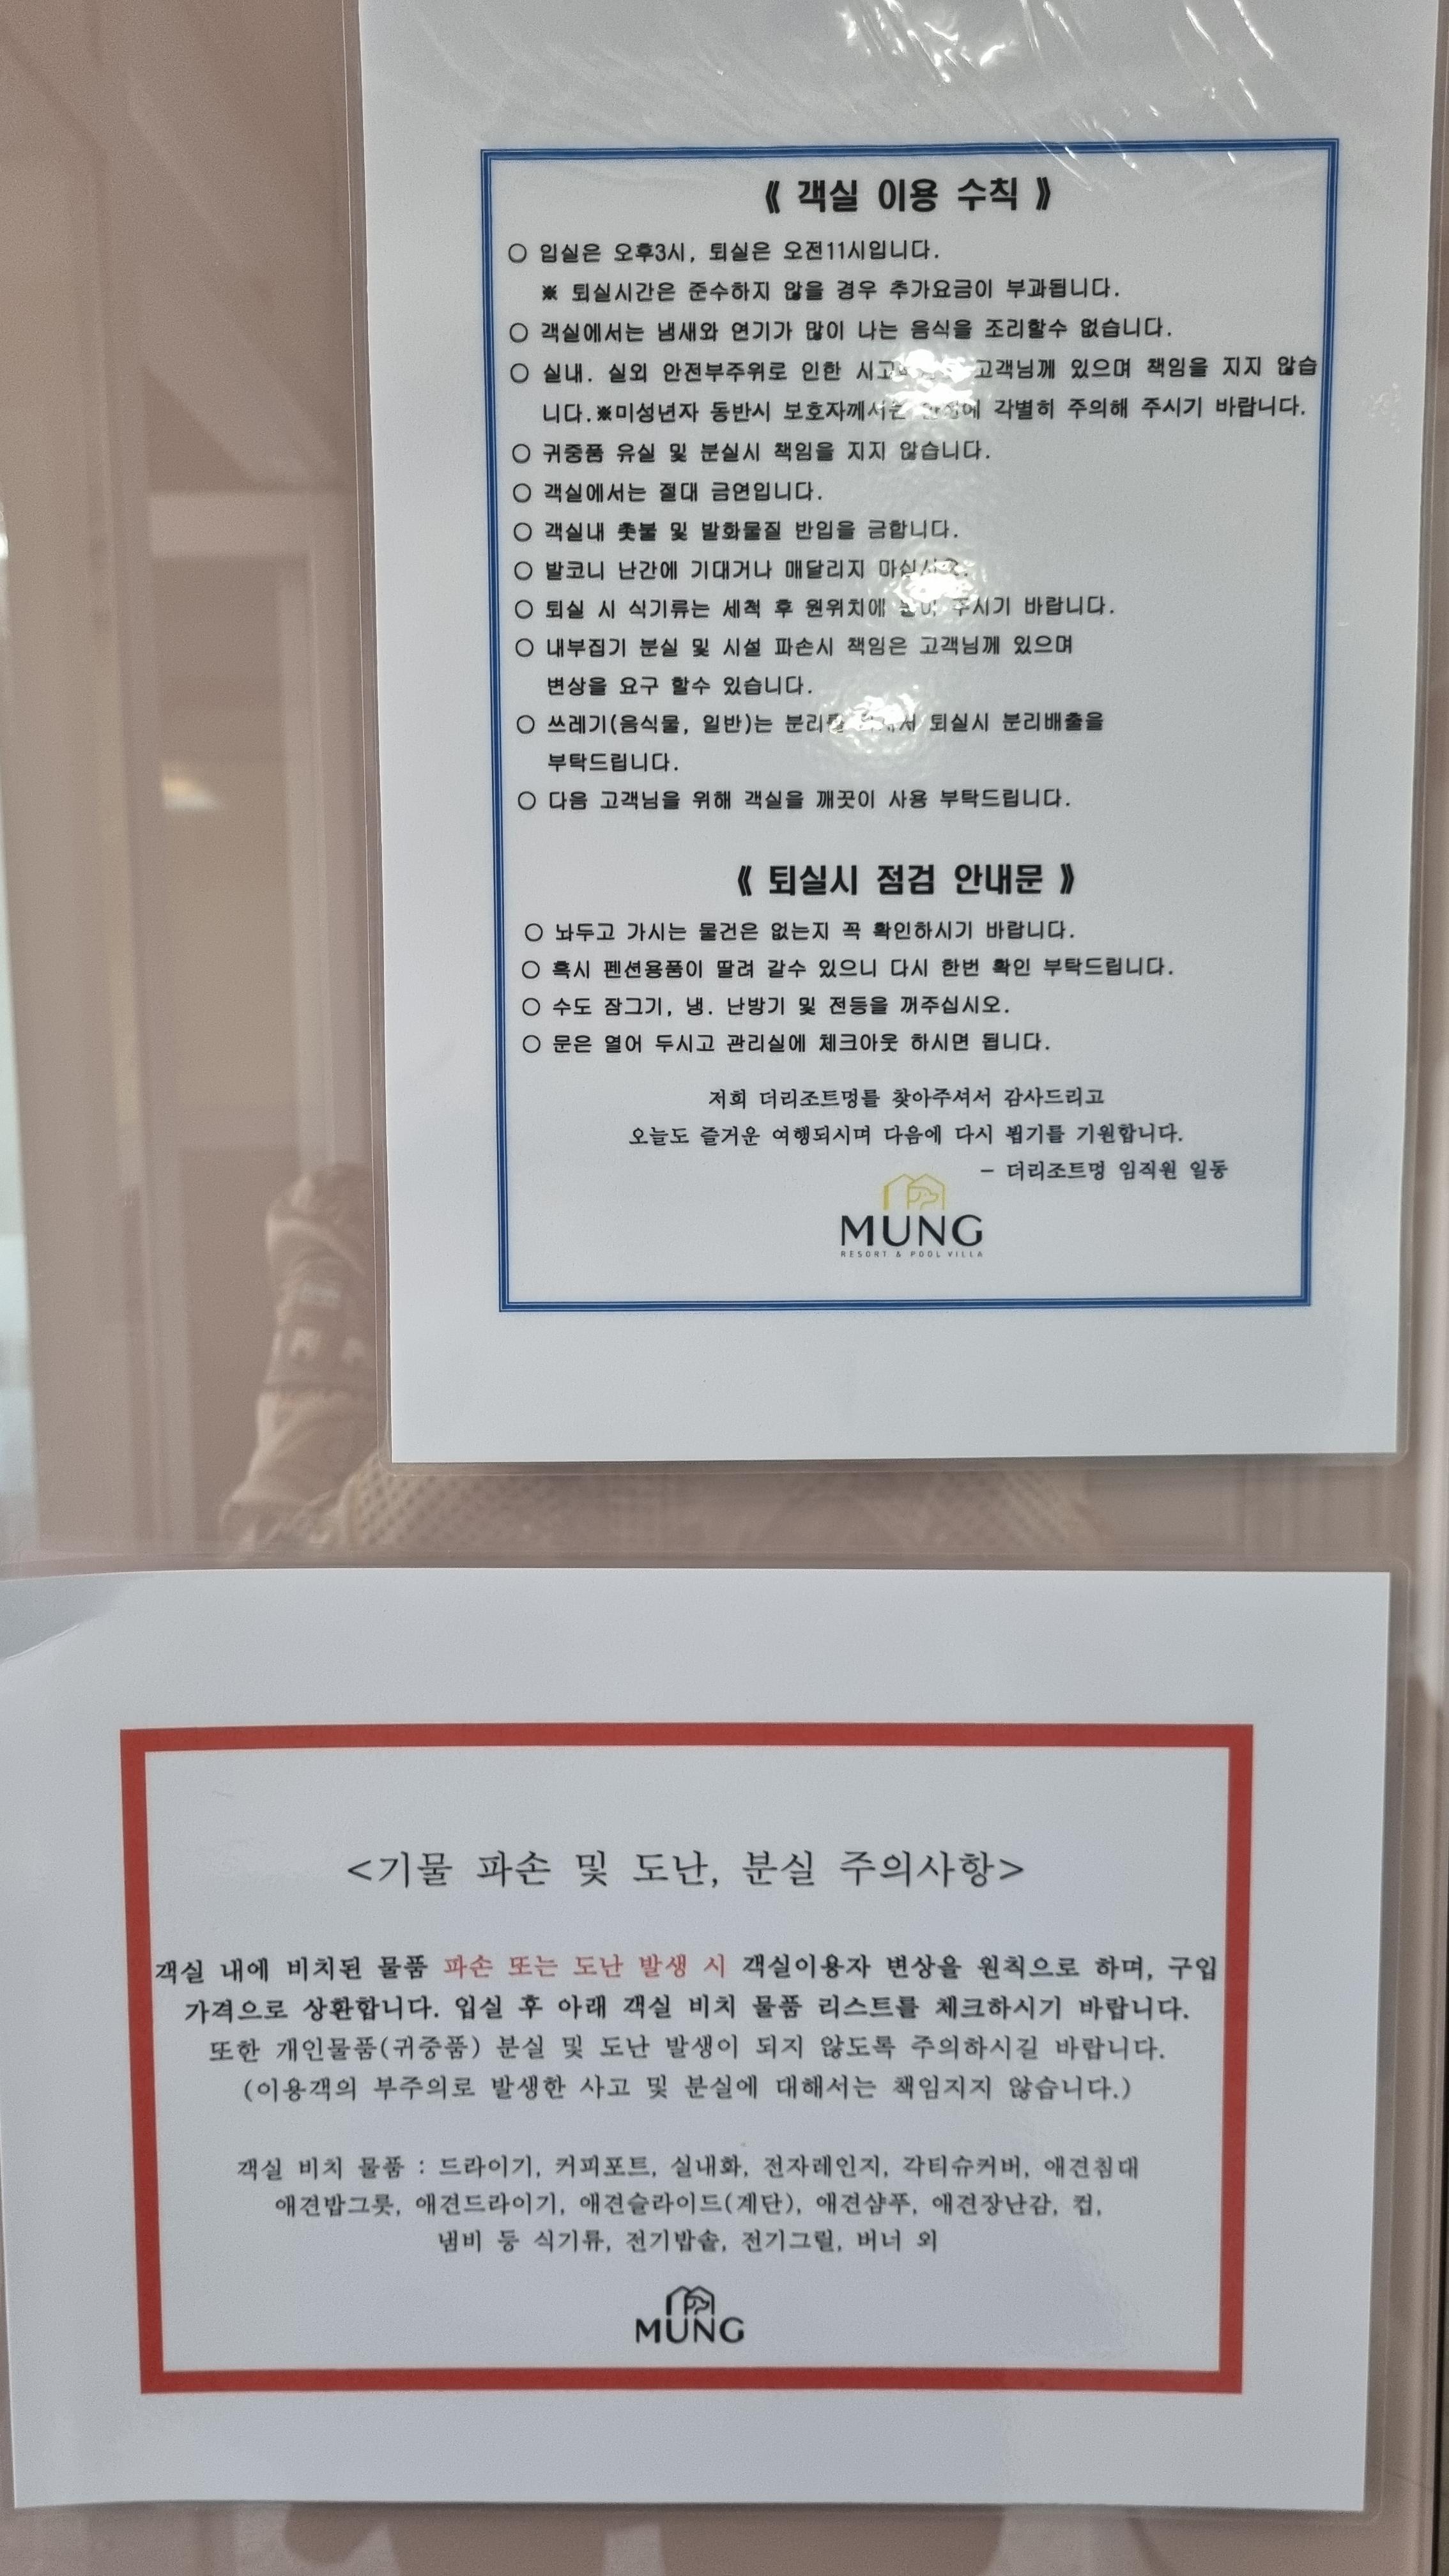 《 객실 이용 수칙 》
○ 입실은 오후3시, 퇴실은 오전11시입니다.
※ 퇴실시간은 준수하지 않을 경우 추가요금이 부과됩니다.
○ 객실에서는 냄새와 연기가 많이 나는 음식을 조리할수 없습니다.
○ 실내. 실외 안전부주위로 인한 고객님께 있으며 책임을 지지 않습
니다.※미성년자 동반시 보호자께서는 각별히 주의해 주시기 바랍니다.
○ 귀중품 유실 및 분실시 책임을 지지 않습니다.
○ 객실에서는 절대 금연입니다.
○ 객실내 촛불 및 발화물질 반입을 금합니다.
○ 발코니 난간에 기대거나 매달리지 마십시오.
○ 퇴실 시 식기류는 세척 후 원위치에 주시기 바랍니다.
○ 내부집기 분실 및 시설 파손시 책임은 고객님께 있으며
변상을 요구 할수 있습니다.
○ 쓰레기(음식물, 일반)는 퇴실시 분리배출을
부탁드립니다.
○ 다음 고객님을 위해 객실을 깨끗이 사용 부탁드립니다.
《 퇴실시 점검 안내문 》
○ 놔두고 가시는 물건은 없는지 꼭 확인하시기 바랍니다.
○ 혹시 펜션용품이 딸려 갈수 있으니 다시 한번 확인 부탁드립니다.
○ 수도 잠그기, 냉. 난방기 및 전등을 꺼주십시오.
○ 문은 열어 두시고 관리실에 체크아웃 하시면 됩니다.
저희 더리조트멍를 찾아주셔서 감사드리고
오늘도 즐거운 여행되시며 다음에 다시 뵙기를 기원합니다.
- 더리조트멍 임직원 일동
MUNG
RESORT & POOL VILLA
<기물 파손 및 도난, 분실 주의사항>
객실 내에 비치된 물품 파손 또는 도난 발생 시 객실이용자 변상을 원칙으로 하며, 구입
가격으로 상환합니다. 입실 후 아래 객실 비치 물품 리스트를 체크하시기 바랍니다.
또한 개인물품(귀중품) 분실 및 도난 발생이 되지 않도록 주의하시길 바랍니다.
(이용객의 부주의로 발생한 사고 및 분실에 대해서는 책임지지 않습니다.)
객실 비치 물품 : 드라이기, 커피포트, 실내화, 전자레인지, 각티슈커버, 애견침대
애견밥그릇, 애견드라이기, 애견슬라이드(계단), 애견샴푸, 애견장난감, 컵,
냄비 등 식기류, 전기밥솥, 전기그릴, 버너 외
MUNG